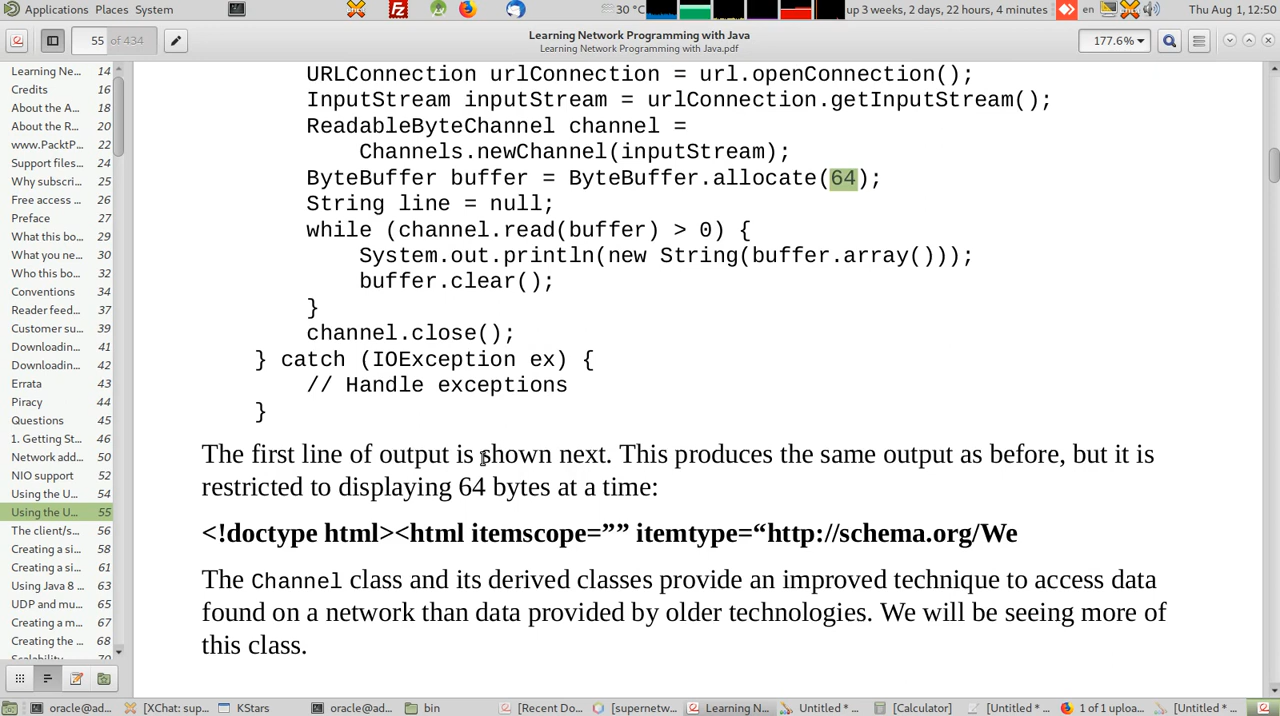 Applications Places System 30 °C up 3 weeks, 2 days, 22 hours, 4 minutes en Thu Aug 1, 12:50
55 of 434
Learning Network Programming with Java
Learning Network Programming with Java.pdf
177.6%
Learning Ne... 14
Credits 16
About the A... 18
About the R... 20
www.PacktP... 22
Support files... 24
Why subscri... 25
Free access ... 26
Preface 27
What this bo... 29
What you ne... 30
Who this bo... 32
Conventions 34
Reader feed... 37
Customer su... 39
Downloadin... 41
Downloadin... 42
Errata 43
Piracy 44
Questions 45
1. Getting St... 46
Network add... 50
NIO support 52
Using the U... 54
Using the U... 55
The client/s... 56
Creating a si... 58
Creating a si... 61
Using Java 8 ... 63
UDP and mu... 65
Creating a m... 67
Creating the ... 68
Scalability 70
URLConnection urlConnection = url.openConnection();
InputStream inputStream = urlConnection.getInputStream();
ReadableByteChannel channel =
Channels.newChannel(inputStream);
ByteBuffer buffer = ByteBuffer.allocate(64);
String line = null;
while (channel.read(buffer) > 0) {
System.out.println(new String(buffer.array()));
buffer.clear();
}
channel.close();
} catch (IOException ex) {
// Handle exceptions
}
The first line of output is shown next. This produces the same output as before, but it is
restricted to displaying 64 bytes at a time:
<!doctype html><html itemscope=”” itemtype=“http://schema.org/We
The Channel class and its derived classes provide an improved technique to access data
found on a network than data provided by older technologies. We will be seeing more of
this class.
oracle@ad... [XChat: sup... KStars oracle@ad... bin [Recent Do... [supernetw... Learning N... Untitled * ... [Calculator] [Untitled * ... 1 of 1 uploa... [Untitled * ...